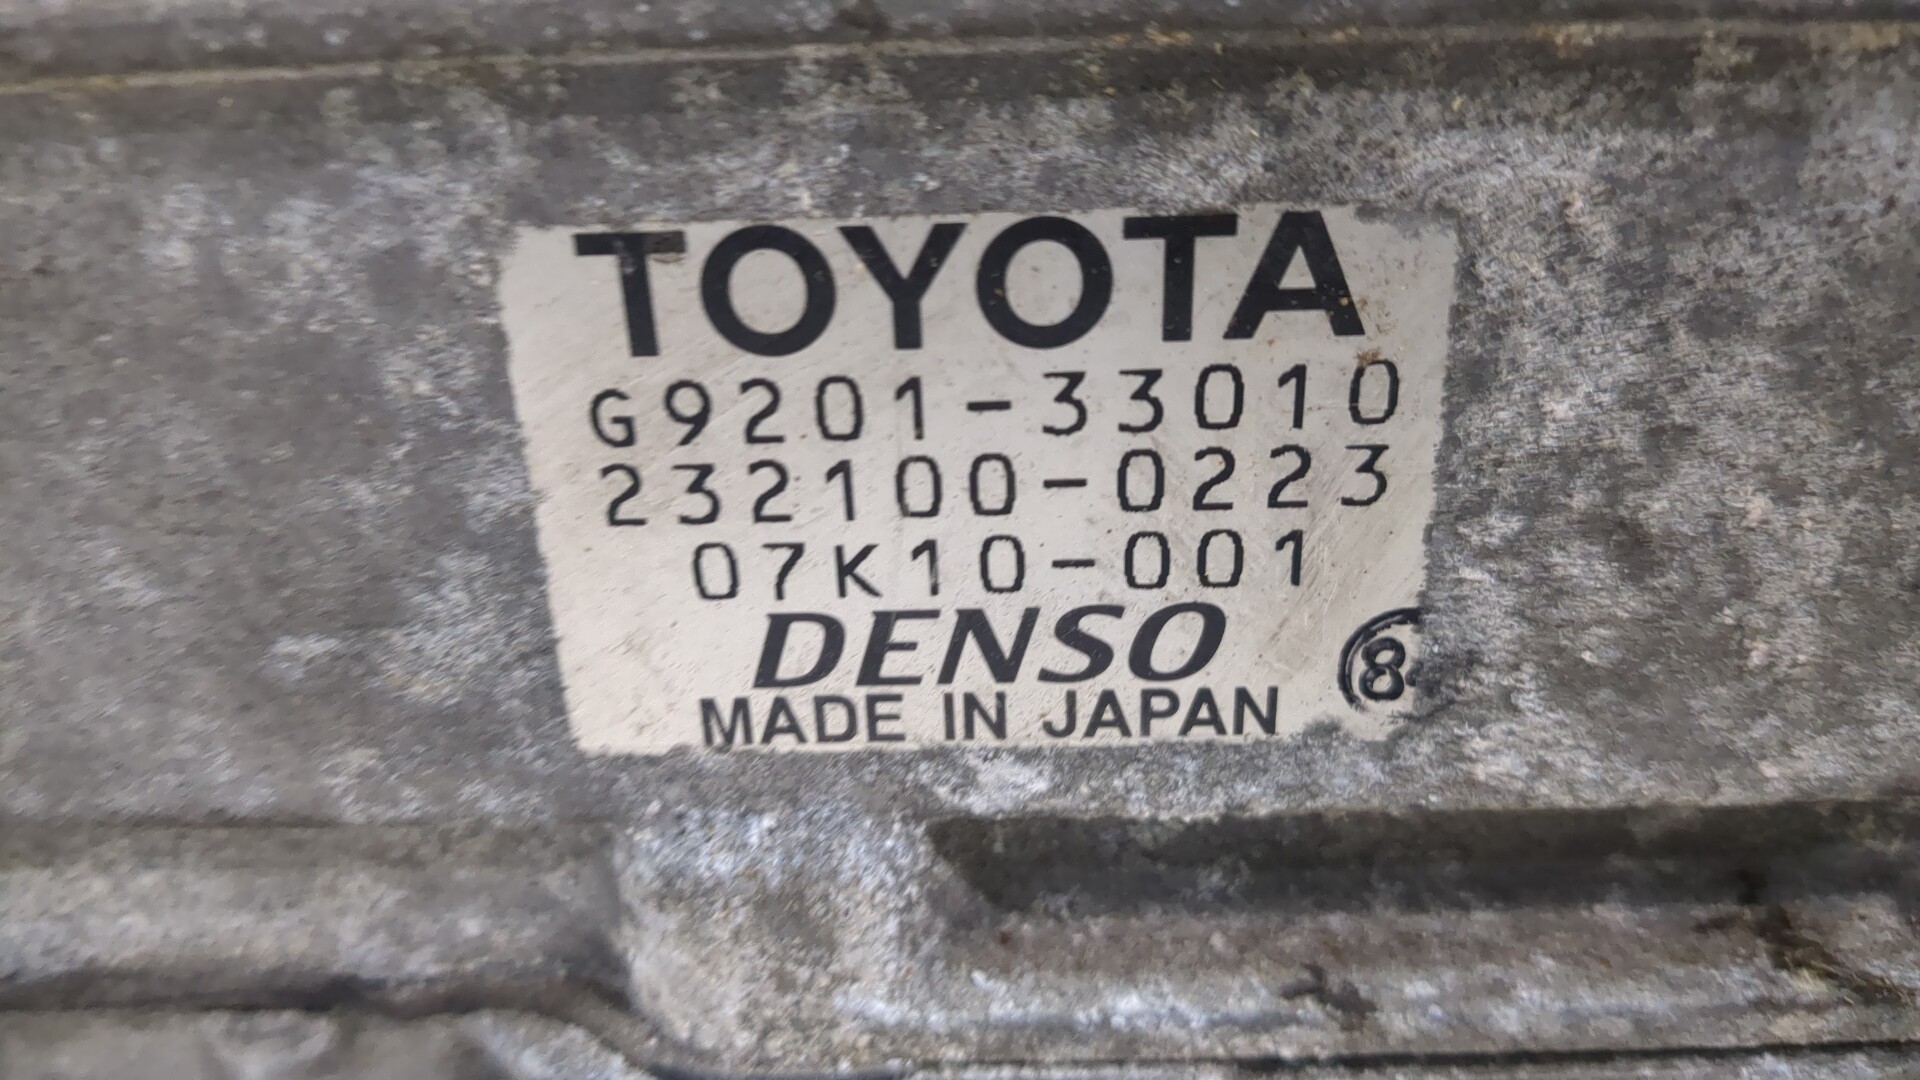 TOYOTA
G9201-33010
232100-0223
07K10-001
DENSO
MADE IN JAPAN